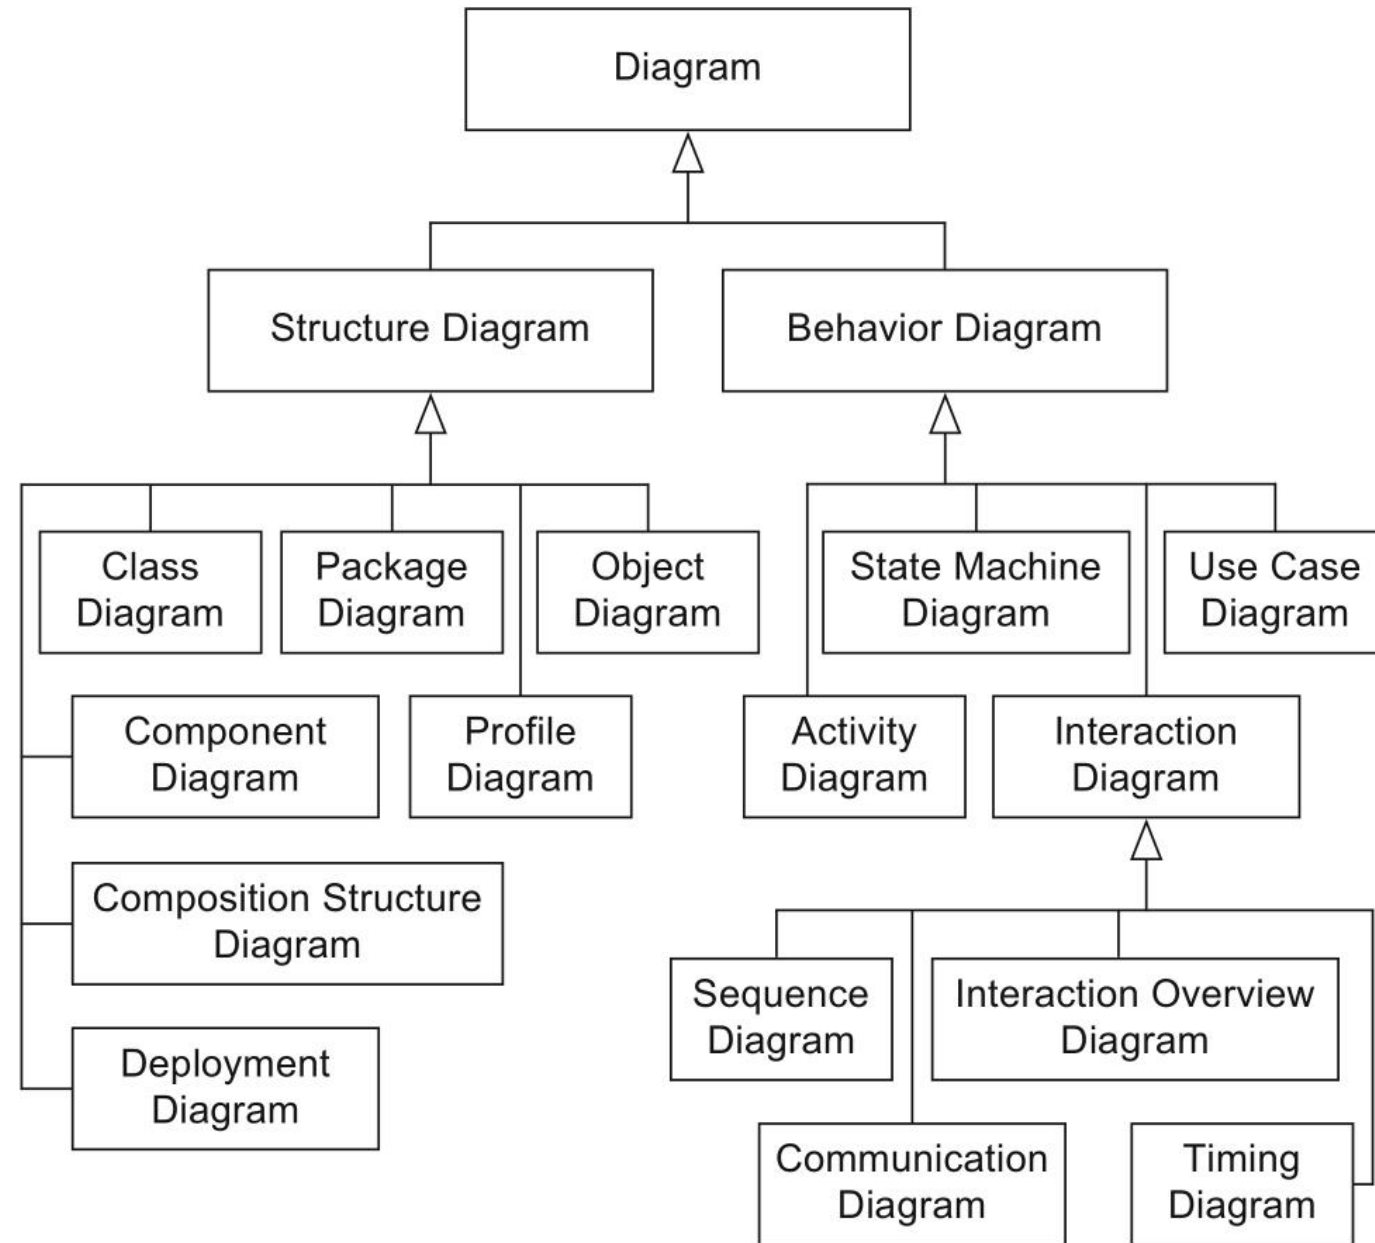 Diagram
Structure Diagram
Behavior Diagram
Class
Diagram
Package
Diagram
Object
Diagram
State Machine
Diagram
Use Case
Diagram
Component
Diagram
Profile
Diagram
Activity
Diagram
Interaction
Diagram
Composition Structure
Diagram
Sequence
Diagram
Interaction Overview
Diagram
Deployment
Diagram
Communication
Diagram
Timing
Diagram